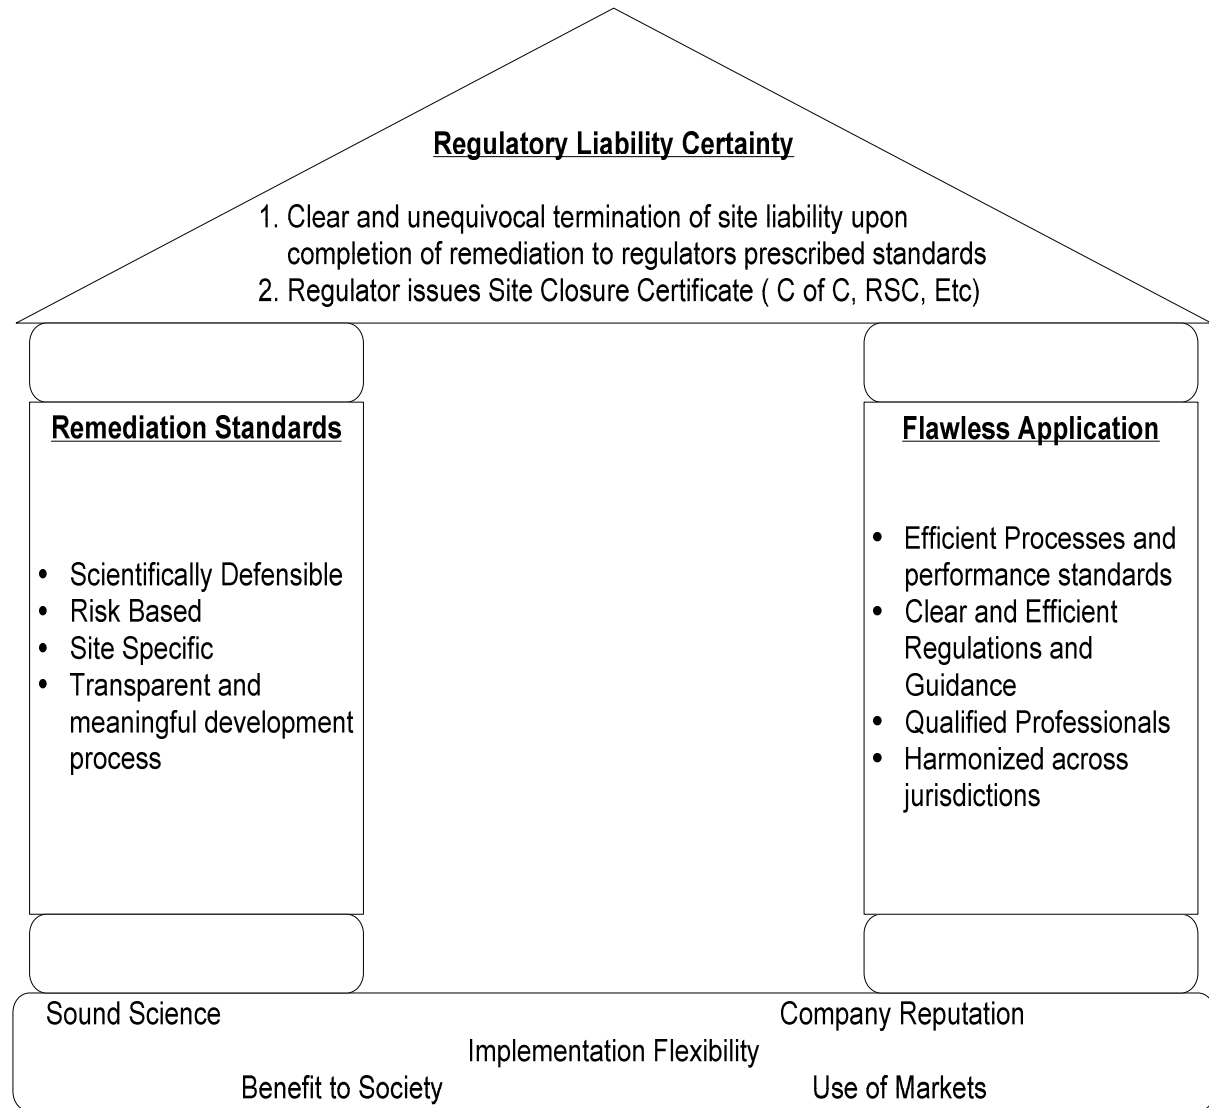 Regulatory Liability Certainty
1. Clear and unequivocal termination of site liability upon
completion of remediation to regulators prescribed standards
2. Regulator issues Site Closure Certificate ( C of C, RSC, Etc)
Remediation Standards
• Scientifically Defensible
• Risk Based
• Site Specific
• Transparent and
meaningful development
process
Flawless Application
• Efficient Processes and
performance standards
• Clear and Efficient
Regulations and
Guidance
• Qualified Professionals
• Harmonized across
jurisdictions
Sound Science
Company Reputation
Implementation Flexibility
Benefit to Society
Use of Markets